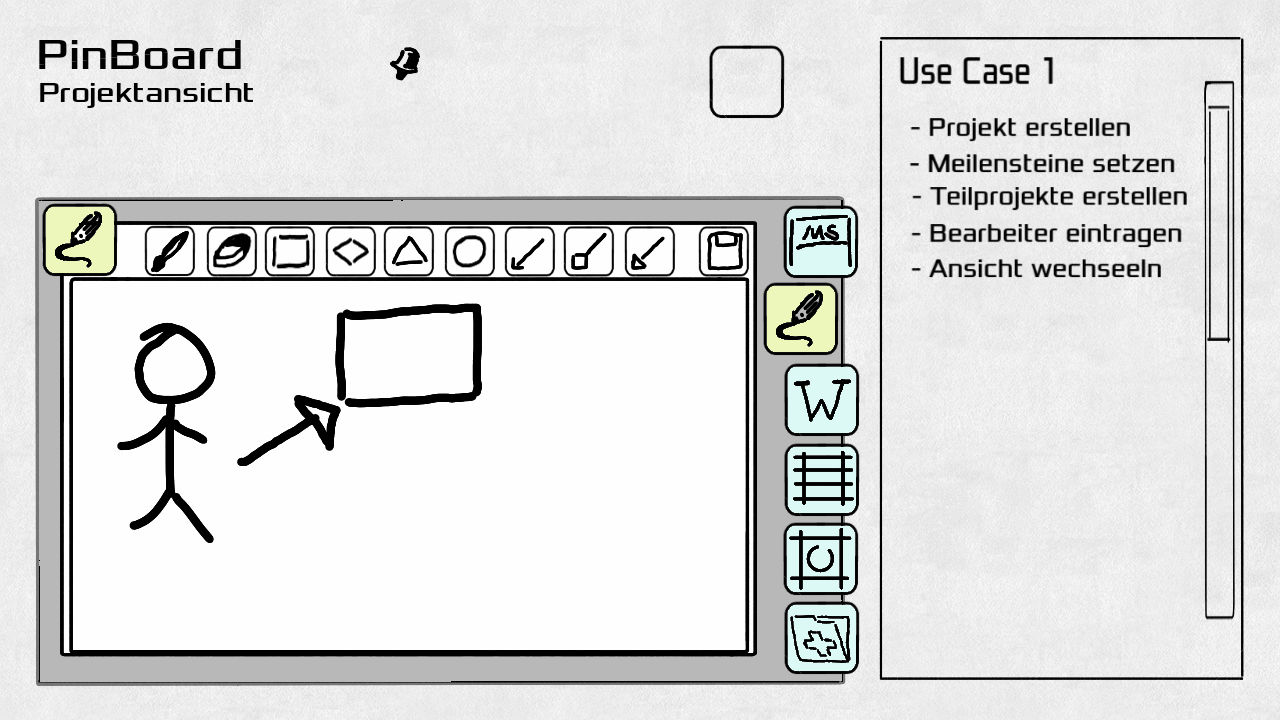 PinBoard
Projektansicht
Use Case 1
- Projekt erstellen
- Meilensteine setzen
- Teilprojekte erstellen
- Bearbeiter eintragen
- Ansicht wechseeln
MS
W